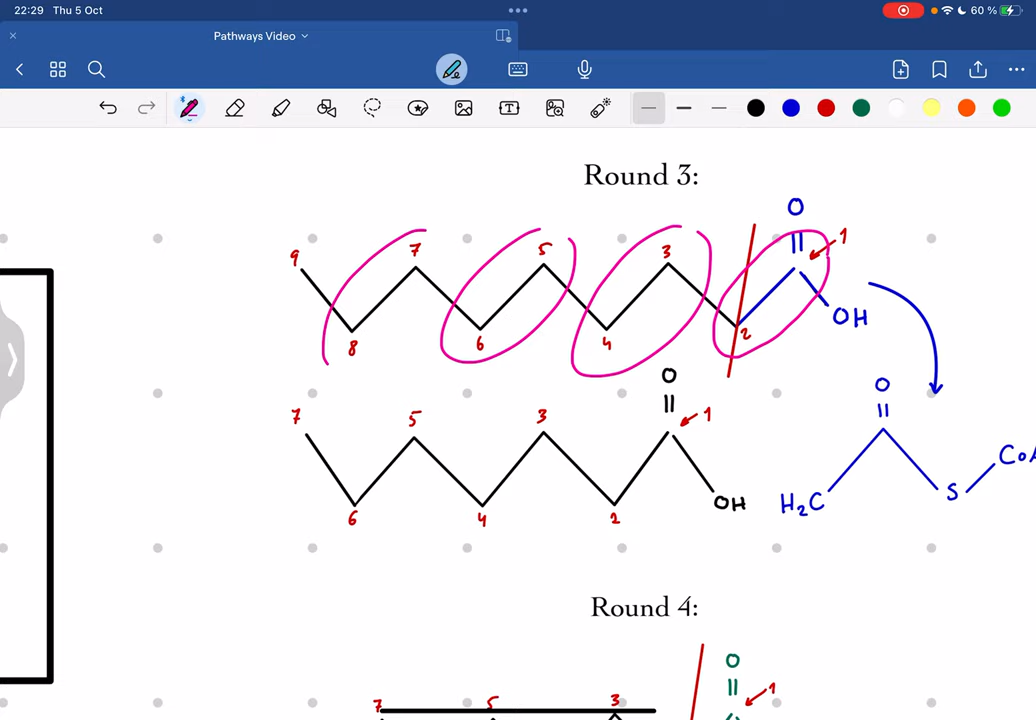 22:29 Thu 5 Oct
60 %
Pathways Video
Round 3:
O
9 7 5 3 1
8 6 4 2 OH
O
7 5 3 1
6 4 2 OH
O
H₂C S CoA
Round 4:
O
7 5 3 1